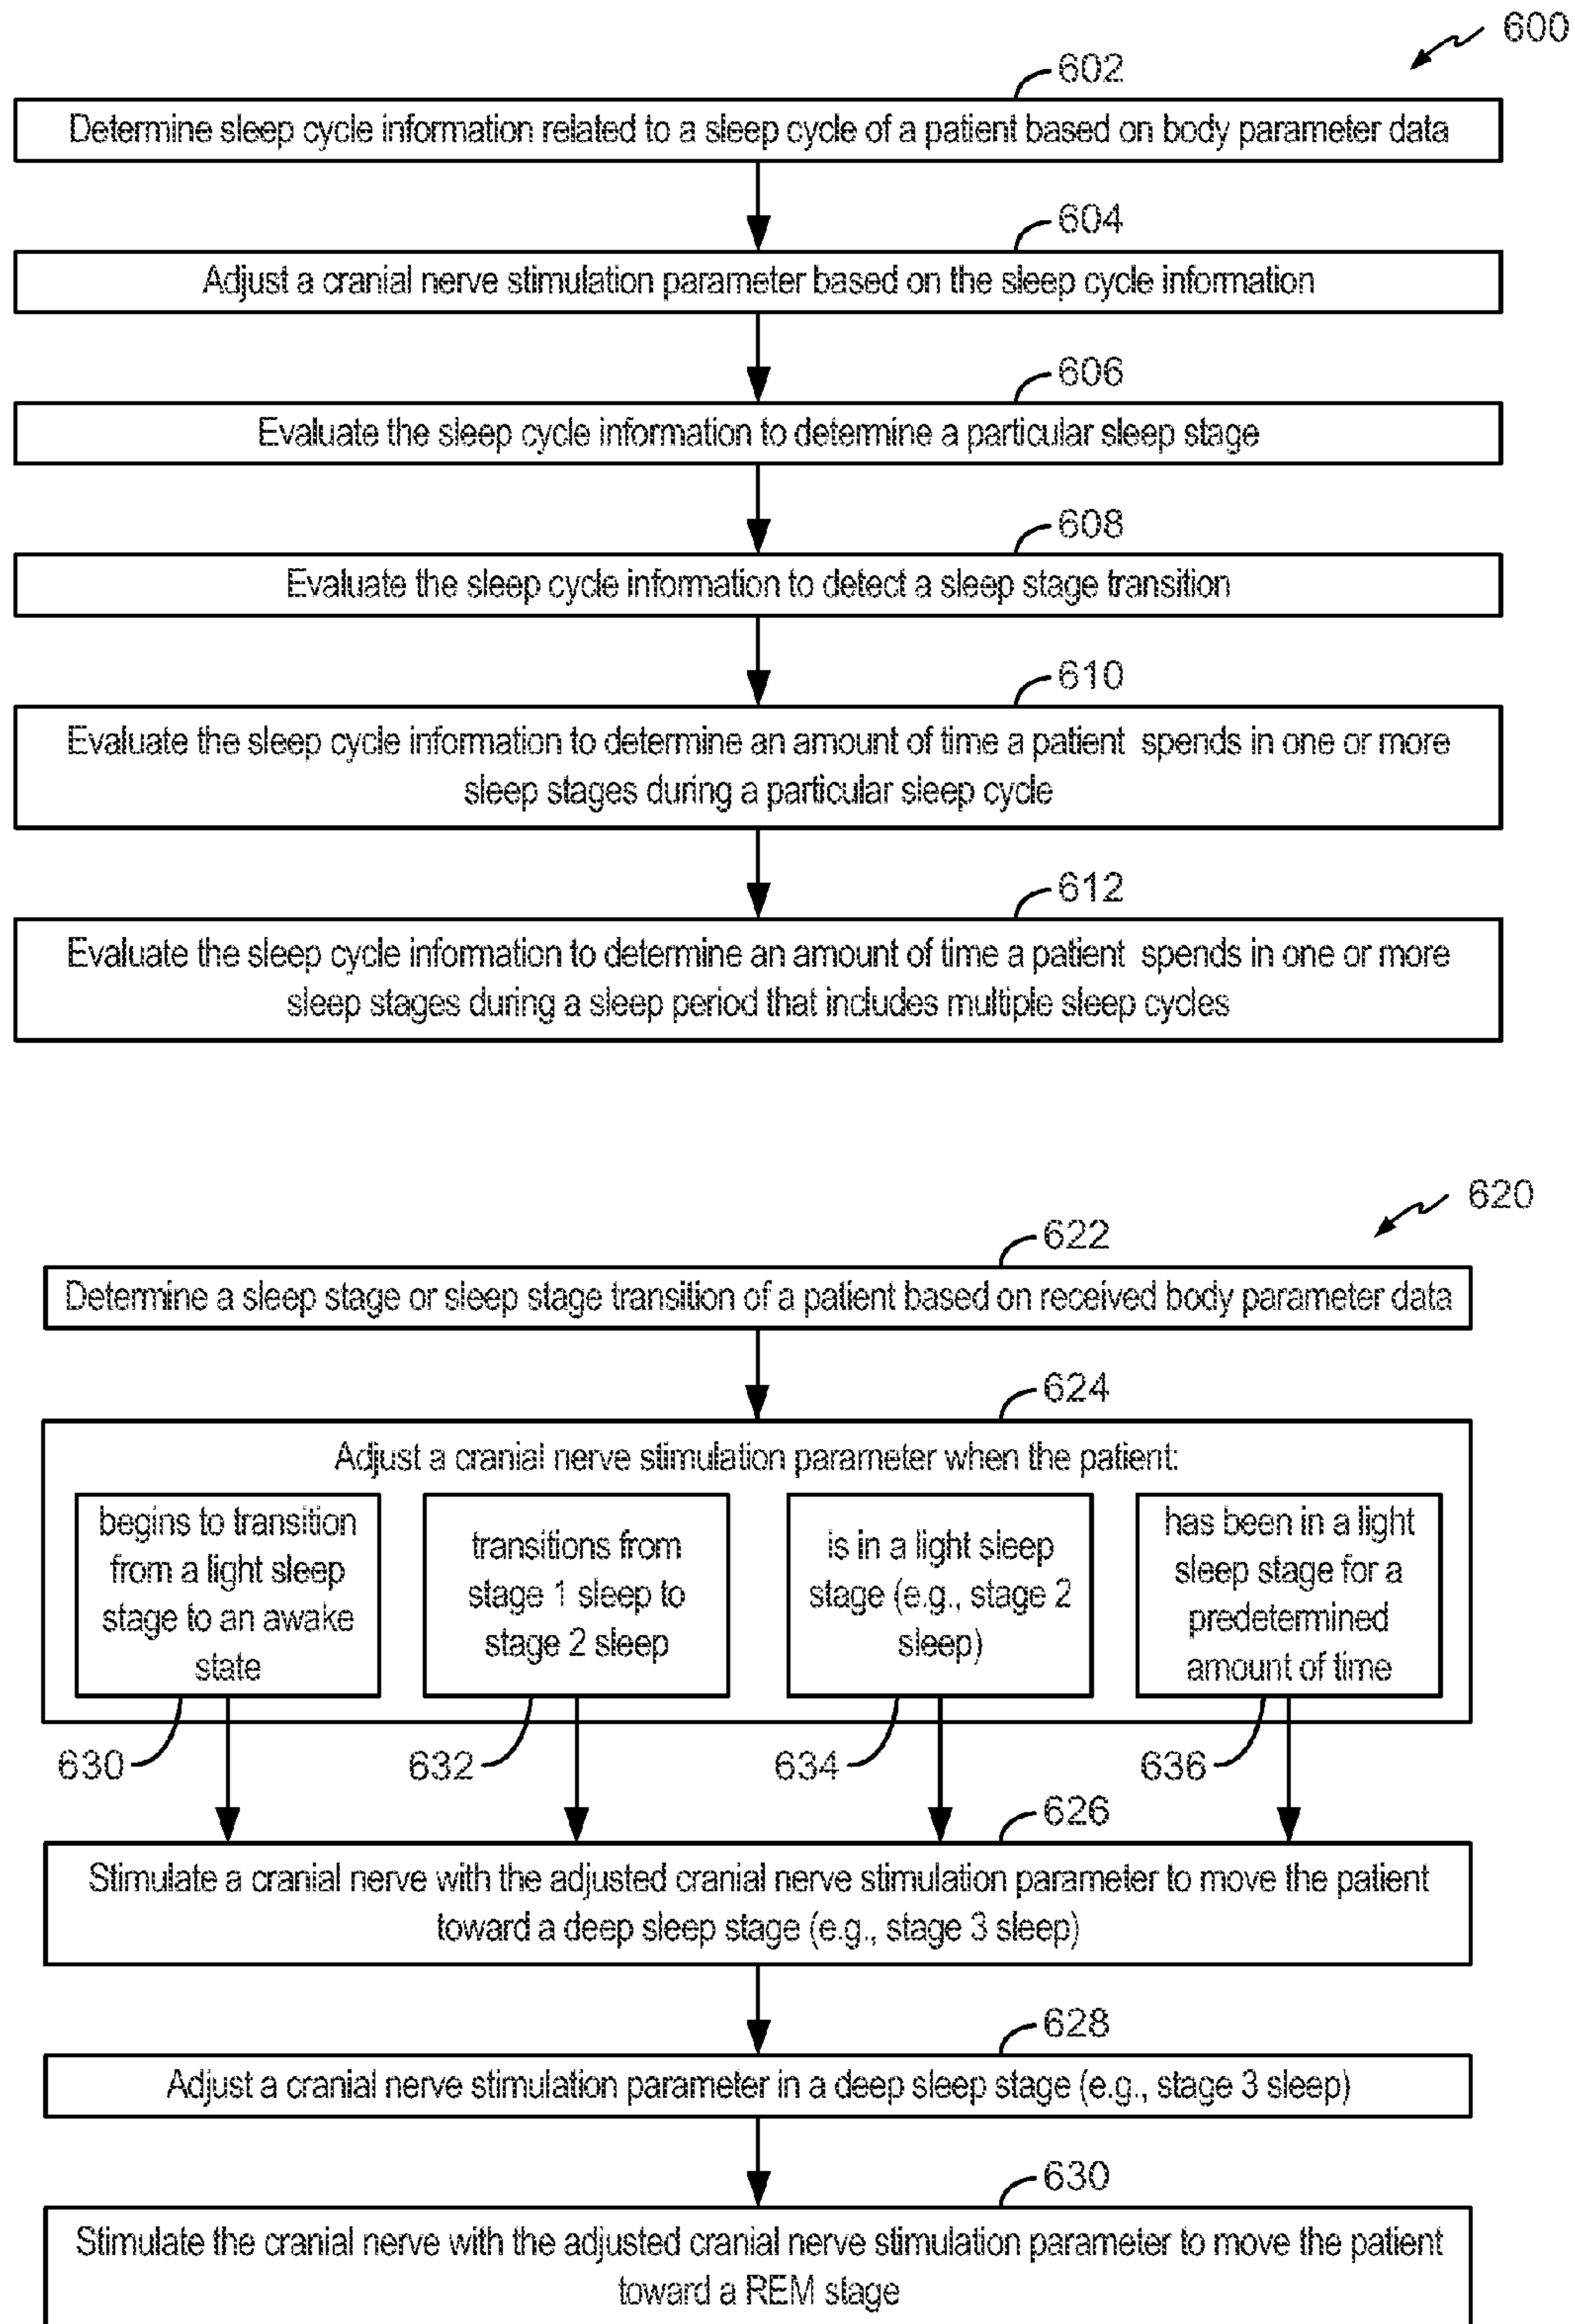 600
602
Determine sleep cycle information related to a sleep cycle of a patient based on body parameter data
604
Adjust a cranial nerve stimulation parameter based on the sleep cycle information
606
Evaluate the sleep cycle information to determine a particular sleep stage
608
Evaluate the sleep cycle information to detect a sleep stage transition
610
Evaluate the sleep cycle information to determine an amount of time a patient spends in one or more
sleep stages during a particular sleep cycle
612
Evaluate the sleep cycle information to determine an amount of time a patient spends in one or more
sleep stages during a sleep period that includes multiple sleep cycles
620
622
Determine a sleep stage or sleep stage transition of a patient based on received body parameter data
624
Adjust a cranial nerve stimulation parameter when the patient:
begins to transition
from a light sleep
stage to an awake
state
transitions from
stage 1 sleep to
stage 2 sleep
is in a light sleep
stage (e.g., stage 2
sleep)
has been in a light
sleep stage for a
predetermined
amount of time
630
632
634
636
626
Stimulate a cranial nerve with the adjusted cranial nerve stimulation parameter to move the patient
toward a deep sleep stage (e.g., stage 3 sleep)
628
Adjust a cranial nerve stimulation parameter in a deep sleep stage (e.g., stage 3 sleep)
630
Stimulate the cranial nerve with the adjusted cranial nerve stimulation parameter to move the patient
toward a REM stage